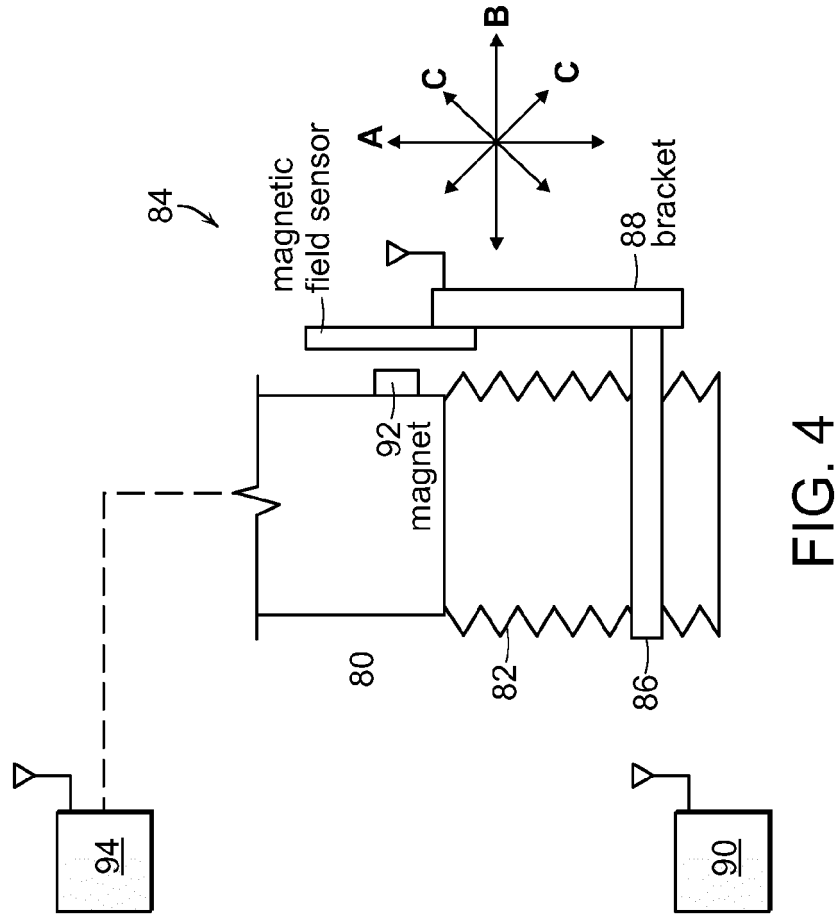 84
magnetic
field sensor
A
B
C
C
88
bracket
92
magnet
80
82
86
94
90
FIG. 4